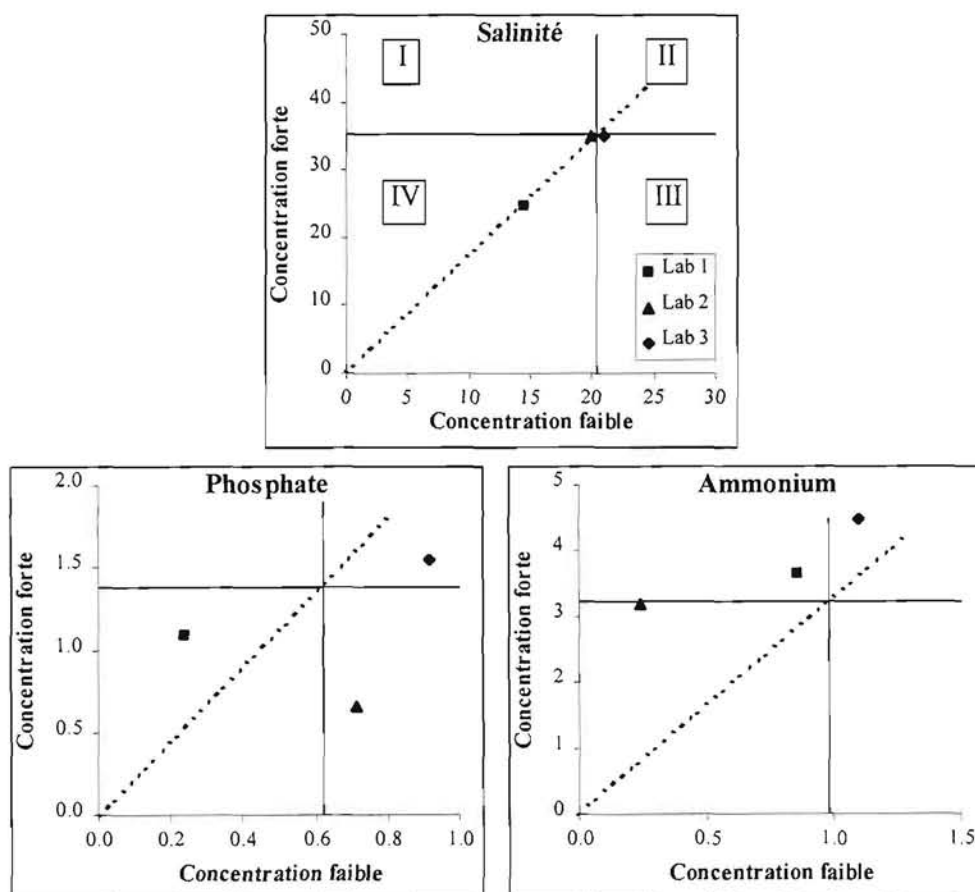 Salinité
50
I
II
40
Concentration forte
30
IV
III
20
Lab 1
Lab 2
10
Lab 3
0
0 5 10 15 20 25 30
Concentration faible
Phosphate
2.0
1.5
Concentration forte
1.0
0.5
0.0
0.0 0.2 0.4 0.6 0.8 1.0
Concentration faible
Ammonium
5
4
Concentration forte
3
2
1
0
0.0 0.5 1.0 1.5
Concentration faible